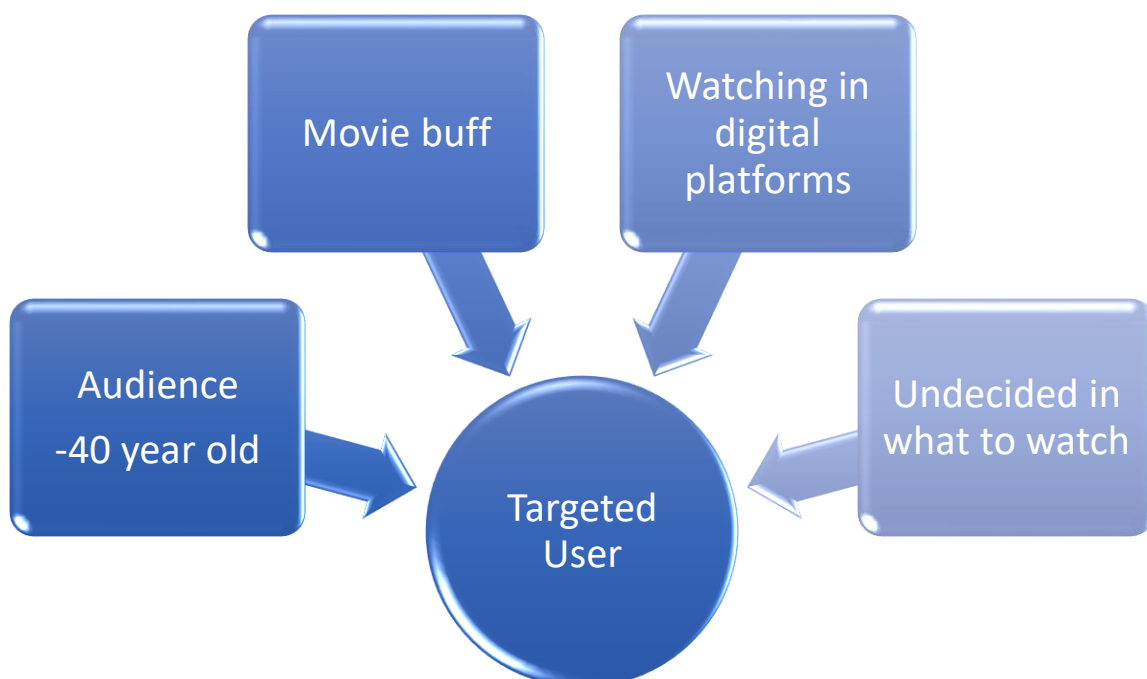 Movie buff
Watching in
digital
platforms
Audience
-40 year old
Undecided in
what to watch
Targeted
User